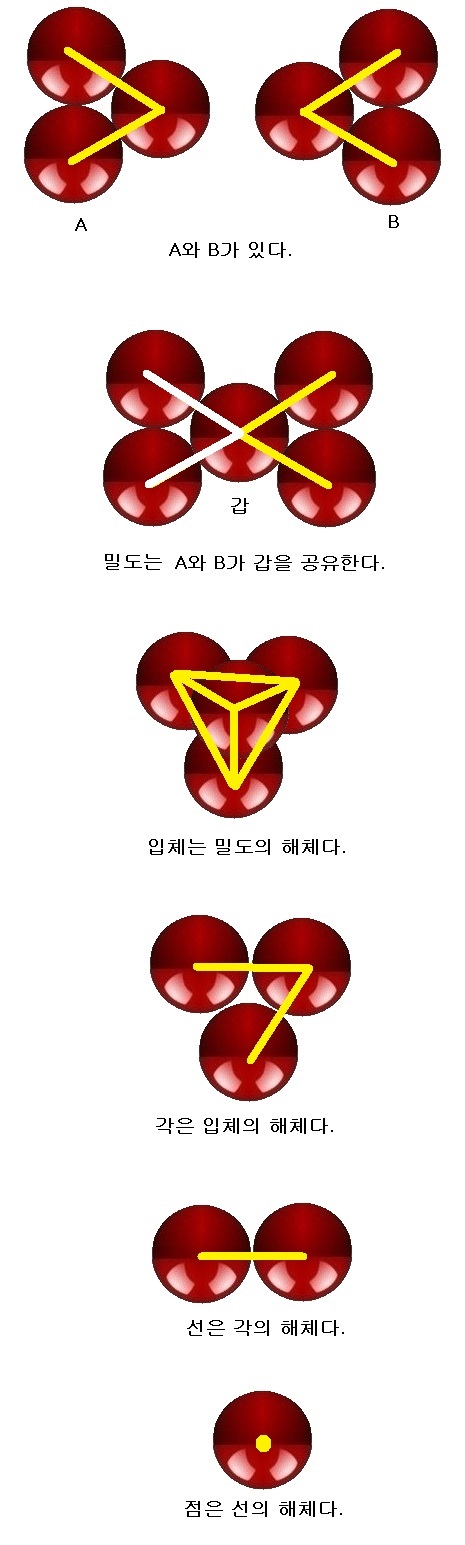 A
B
A와 B가 있다.
갑
밀도는 A와 B가 갑을 공유한다.
입체는 밀도의 해체다.
각은 입체의 해체다.
선은 각의 해체다.
점은 선의 해체다.